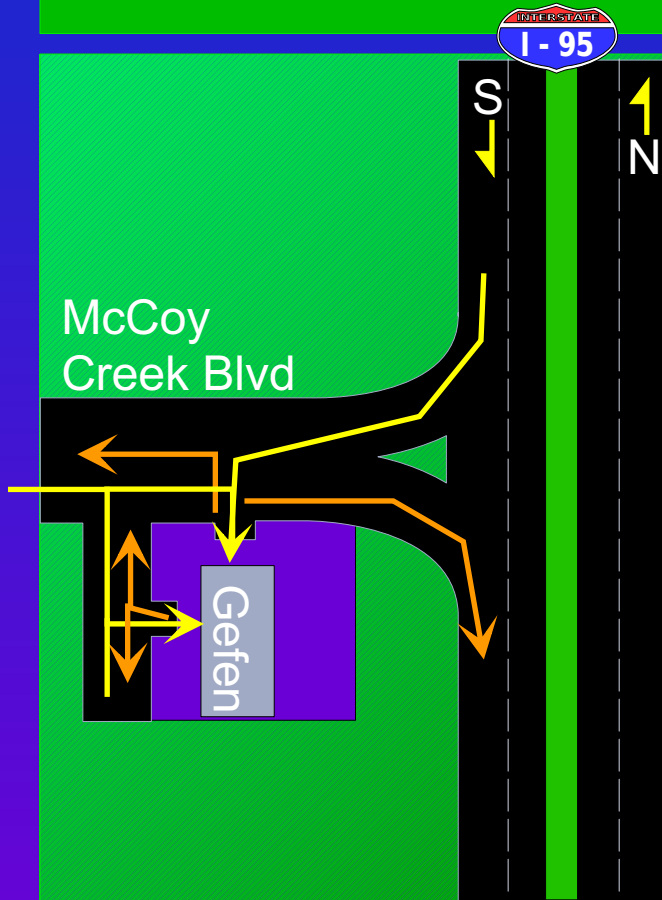 INTERSTATE
I - 95
S
N
McCoy
Creek Blvd
Gefen